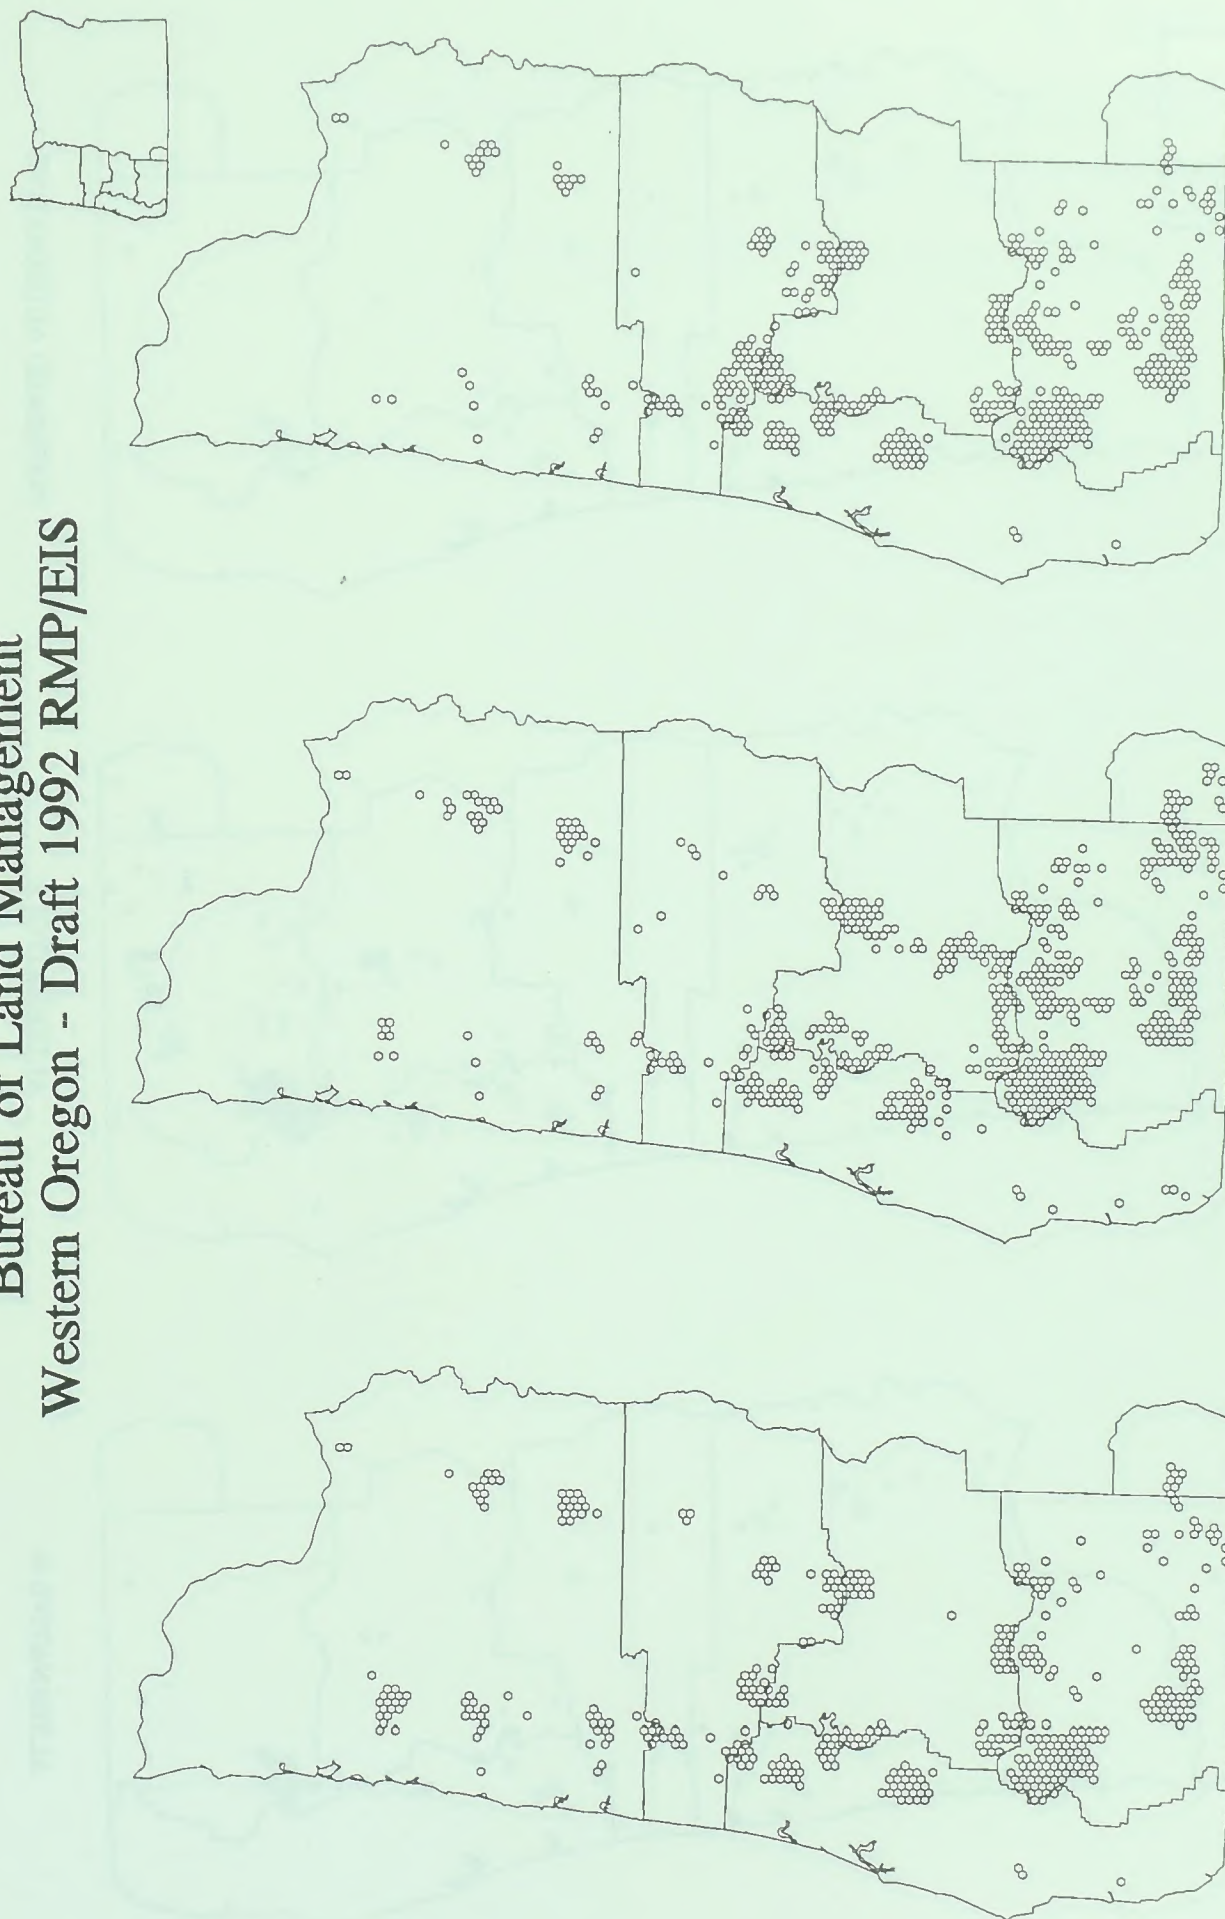 Bureau of Land Management
Western Oregon - Draft 1992 RMP/EIS